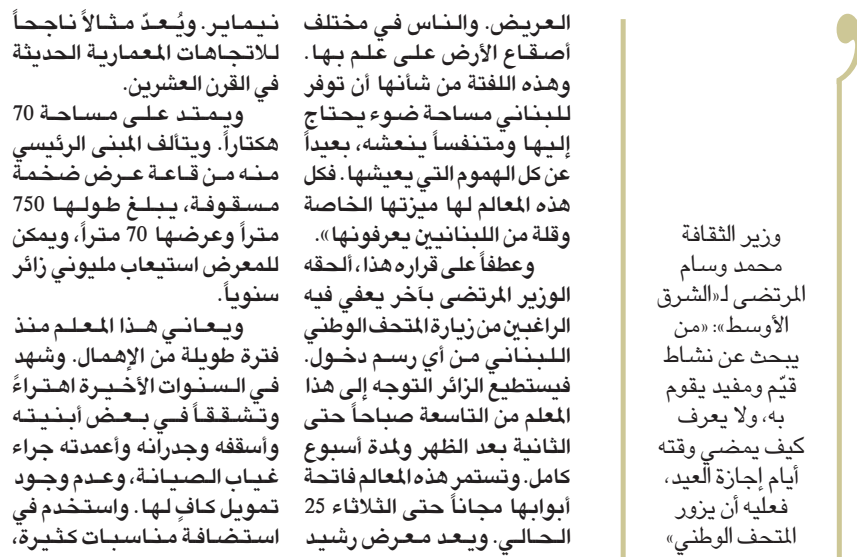 وزير الثقافة
محمد وسام
المرتضى لـ«الشرق
الأوسط»: «من
يبحث عن نشاط
قيّم ومفيد يقوم
به، ولا يعرف
كيف يمضي وقته
أيام إجازة العيد،
فعليه أن يزور
المتحف الوطني»
العريض. والناس في مختلف
أصقاع الأرض على علم بها.
وهذه اللفتة من شأنها أن توفر
للبناني مساحة ضوء يحتاج
إليها ومتنفساً ينعشه، بعيداً
عن كل الهموم التي يعيشها. فكل
هذه المعالم لها ميزتها الخاصة
وقلة من اللبنانيين يعرفونها».
وعطفاً على قراره هذا، ألحقه
الوزير المرتضى بآخر يعفي فيه
الراغبين من زيارة المتحف الوطني
اللبناني من أي رسم دخول.
فيستطيع الزائر التوجه إلى هذا
المعلم من التاسعة صباحاً حتى
الثانية بعد الظهر ولمدة أسبوع
كامل. وتستمر هذه المعالم فاتحة
أبوابها مجاناً حتى الثلاثاء 25
الحالي. ويعد معرض رشيد
نيماير. ويُعدّ مثالاً ناجحاً
للاتجاهات المعمارية الحديثة
في القرن العشرين.
ويمتد على مساحة 70
هكتاراً. ويتألف المبنى الرئيسي
منه من قاعة عرض ضخمة
مسقوفة، يبلغ طولها 750
متراً وعرضها 70 متراً، ويمكن
للمعرض استيعاب مليوني زائر
سنوياً.
ويعاني هذا المعلم منذ
فترة طويلة من الإهمال. وشهد
في السنوات الأخيرة اهتراءً
وتشققاً في بعض أبنيته
وأسقفه وجدرانه وأعمدته جراء
غياب الصيانة، وعدم وجود
تمويل كافٍ لها. واستخدم في
استضافة مناسبات كثيرة،